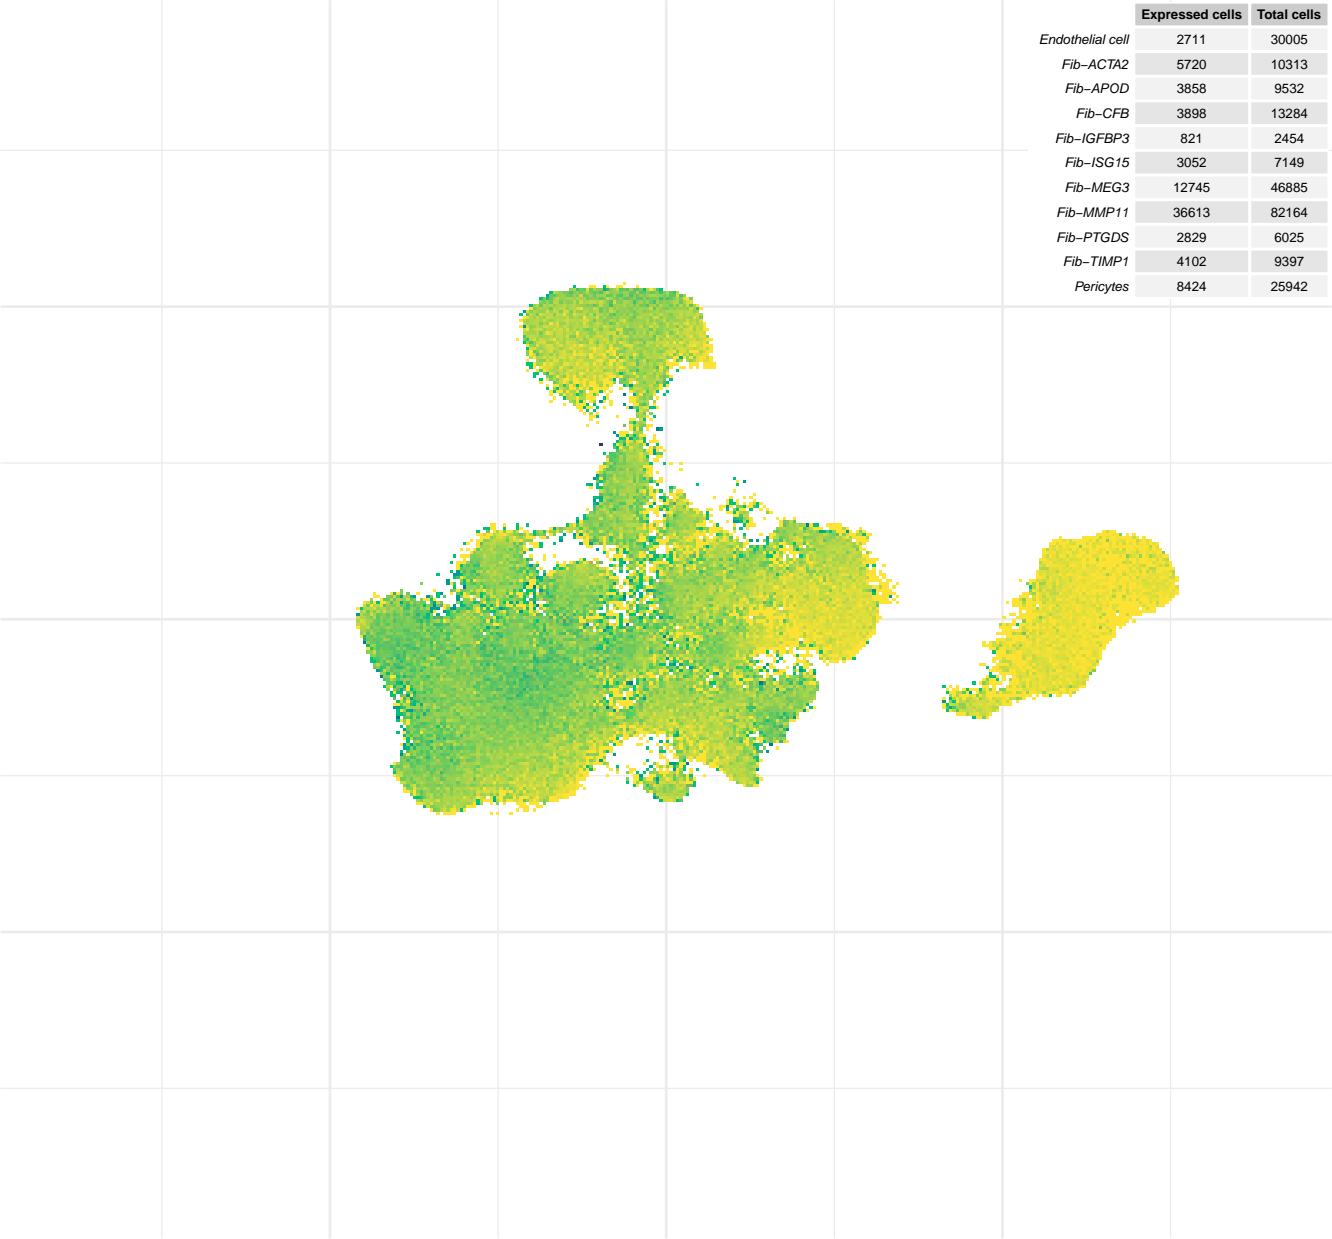 Expressed cells Total cells
Endothelial cell 2711 30005
Fib−ACTA2 5720 10313
Fib−APOD 3858 9532
Fib−CFB 3898 13284
Fib−IGFBP3 821 2454
Fib−ISG15 3052 7149
Fib−MEG3 12745 46885
Fib−MMP11 36613 82164
Fib−PTGDS 2829 6025
Fib−TIMP1 4102 9397
Pericytes 8424 25942